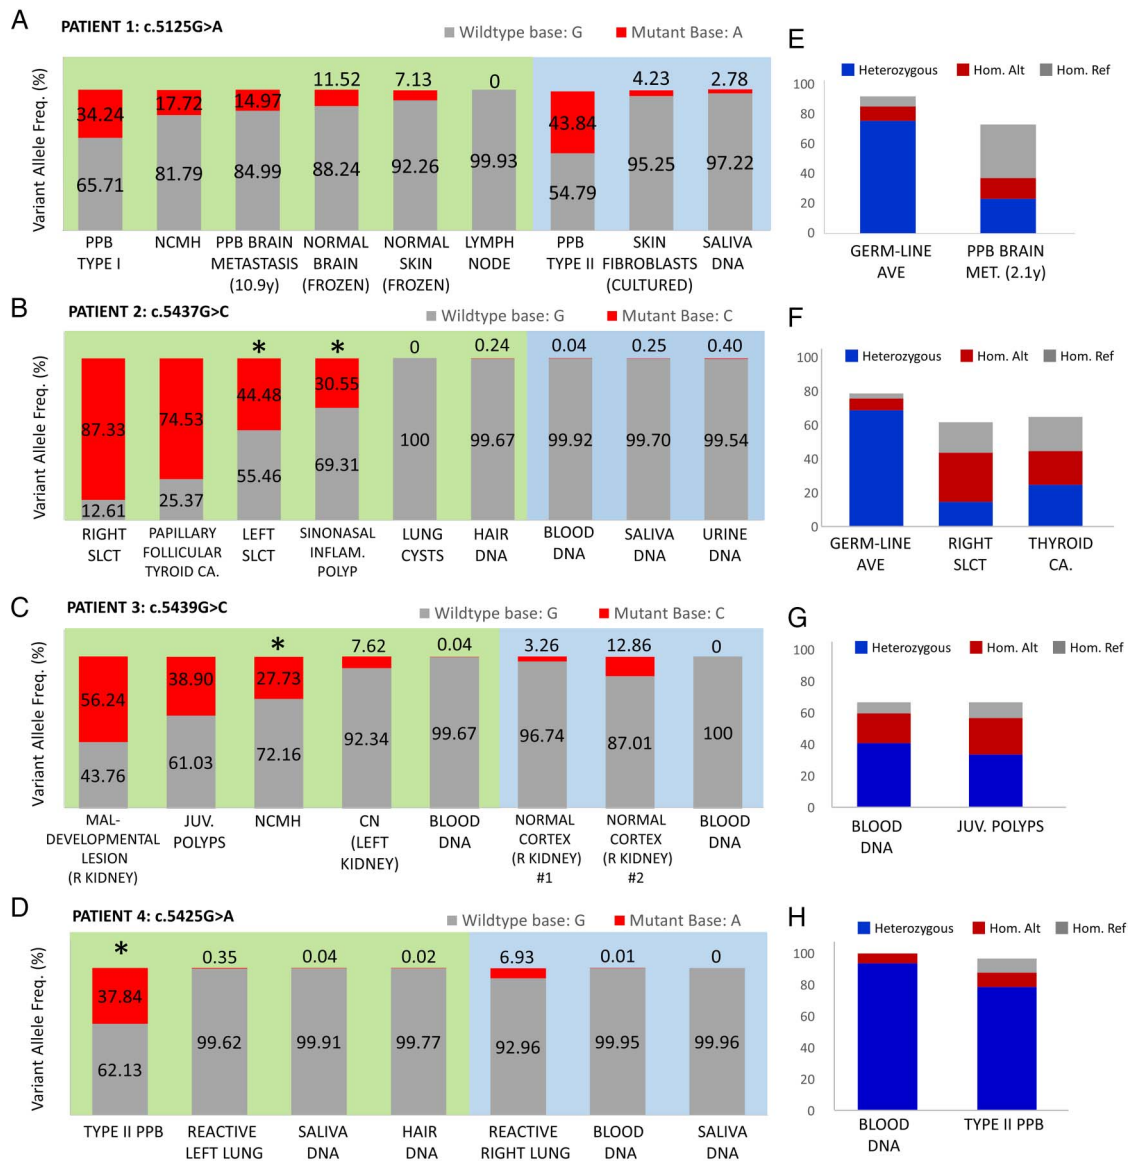 A
PATIENT 1: c.5125G>A
Wildtype base: G
Mutant Base: A
Variant Allele Freq. (%)
34.24
17.72
14.97
11.52
7.13
0
43.84
4.23
2.78
65.71
81.79
84.99
88.24
92.26
99.93
54.79
95.25
97.22
PPB
TYPE I
NCMH
PPB BRAIN
METASTASIS
(10.9y)
NORMAL
BRAIN
(FROZEN)
NORMAL
SKIN
(FROZEN)
LYMPH
NODE
PPB
TYPE II
SKIN
FIBROBLASTS
(CULTURED)
SALIVA
DNA
E
Heterozygous
Hom. Alt
Hom. Ref
100
80
60
40
20
0
GERM-LINE
AVE
PPB BRAIN
MET. (2.1y)
B
PATIENT 2: c.5437G>C
Wildtype base: G
Mutant Base: C
Variant Allele Freq. (%)
*
*
87.33
74.53
44.48
30.55
0
0.24
0.04
0.25
0.40
12.61
25.37
55.46
69.31
100
99.67
99.92
99.70
99.54
RIGHT
SLCT
PAPILLARY
FOLLICULAR
TYROID CA.
LEFT
SLCT
SINONASAL
INFLAM.
POLYP
LUNG
CYSTS
HAIR
DNA
BLOOD
DNA
SALIVA
DNA
URINE
DNA
F
Heterozygous
Hom. Alt
Hom. Ref
100
80
60
40
20
0
GERM-LINE
AVE
RIGHT
SLCT
THYROID
CA.
C
PATIENT 3: c.5439G>C
Wildtype base: G
Mutant Base: C
Variant Allele Freq. (%)
*
56.24
38.90
27.73
7.62
0.04
3.26
12.86
0
43.76
61.03
72.16
92.34
99.67
96.74
87.01
100
MAL-
DEVELOPMENTAL
LESION
(R KIDNEY)
JUV.
POLYPS
NCMH
CN
(LEFT
KIDNEY)
BLOOD
DNA
NORMAL
CORTEX
(R KIDNEY)
#1
NORMAL
CORTEX
(R KIDNEY)
#2
BLOOD
DNA
G
Heterozygous
Hom. Alt
Hom. Ref
100
80
60
40
20
0
BLOOD
DNA
JUV. POLYPS
D
PATIENT 4: c.5425G>A
Wildtype base: G
Mutant Base: A
Variant Allele Freq. (%)
*
37.84
0.35
0.04
0.02
6.93
0.01
0
62.13
99.62
99.91
99.77
92.96
99.95
99.96
TYPE II PPB
REACTIVE
LEFT LUNG
SALIVA
DNA
HAIR
DNA
REACTIVE
RIGHT LUNG
BLOOD
DNA
SALIVA
DNA
H
Heterozygous
Hom. Alt
Hom. Ref
100
80
60
40
20
0
BLOOD
DNA
TYPE II PPB